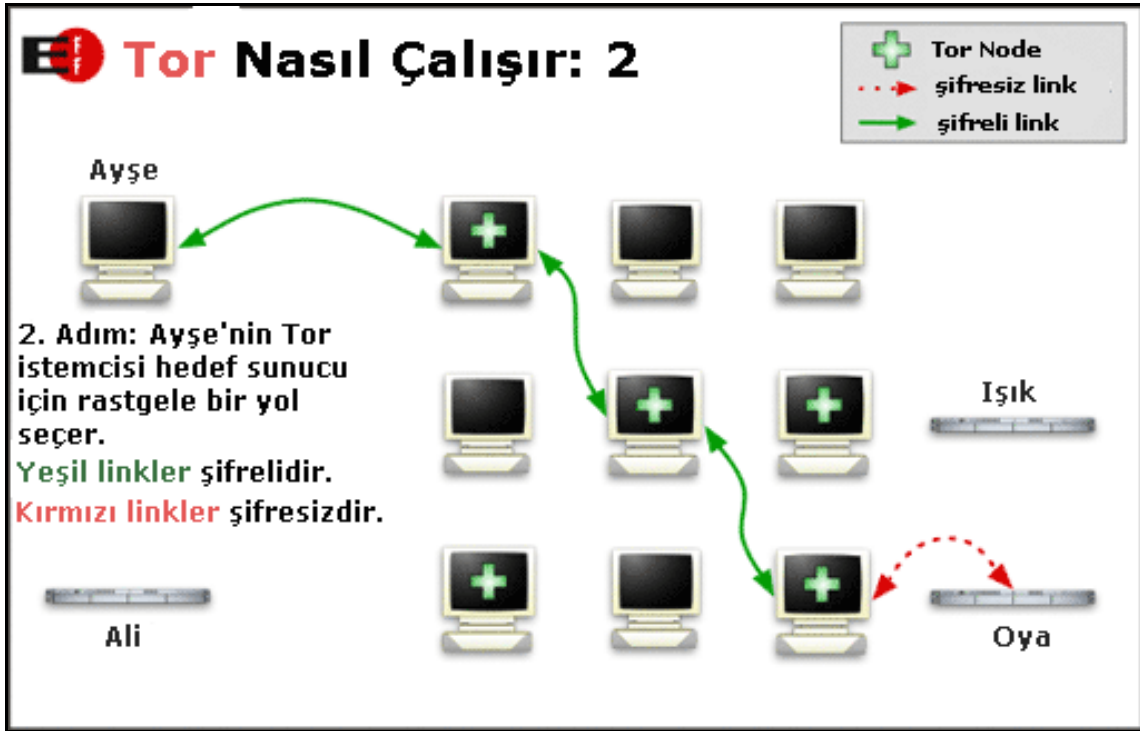 EFF Tor Nasıl Çalışır: 2
Tor Node
şifresiz link
şifreli link
Ayşe
2. Adım: Ayşe'nin Tor
istemcisi hedef sunucu
için rastgele bir yol
seçer.
Yeşil linkler şifrelidir.
Kırmızı linkler şifresizdir.
Işık
Ali
Oya